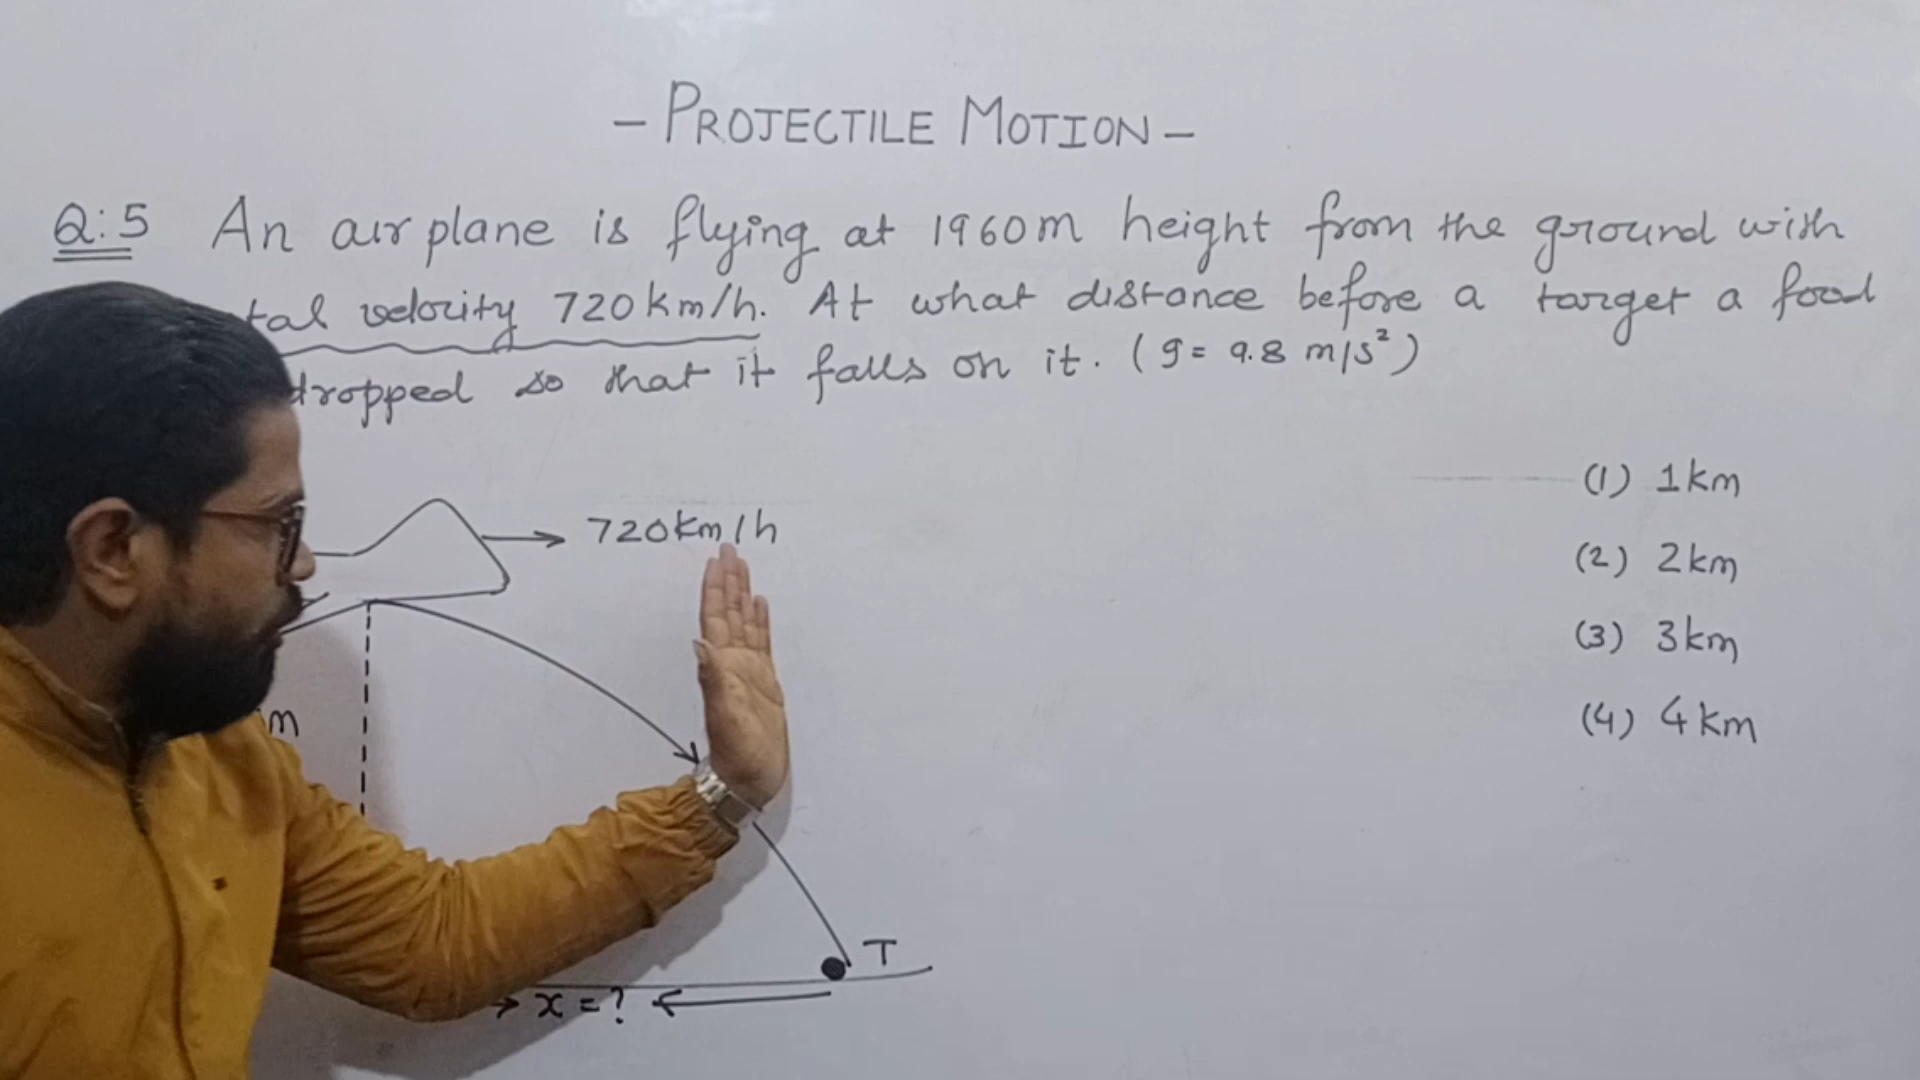 - PROJECTILE MOTION -
Q:5 An airplane is flying at 1960m height from the ground with
tal velocity 720km/h. At what distance before a target a food
dropped so that it falls on it. (g = 9.8 m/s²)
(1) 1km
720km/h
(2) 2km
(3) 3km
m
(4) 4km
T
x = ?